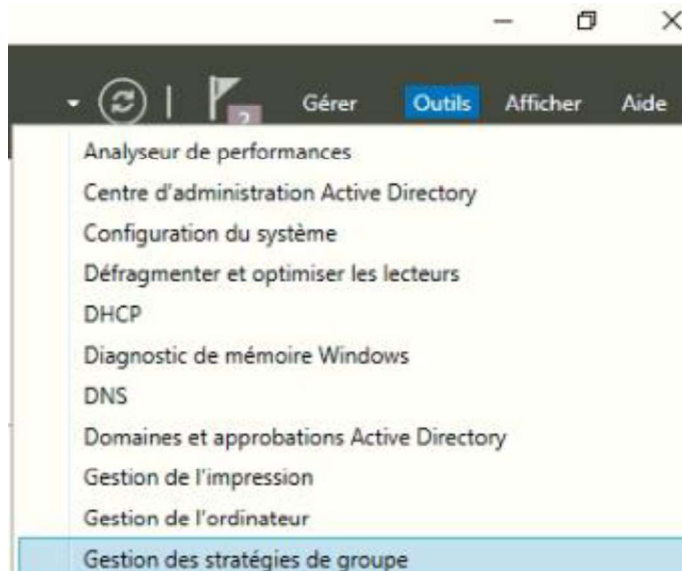 2
Gérer Outils Afficher Aide
Analyseur de performances
Centre d'administration Active Directory
Configuration du système
Défragmenter et optimiser les lecteurs
DHCP
Diagnostic de mémoire Windows
DNS
Domaines et approbations Active Directory
Gestion de l'impression
Gestion de l'ordinateur
Gestion des stratégies de groupe